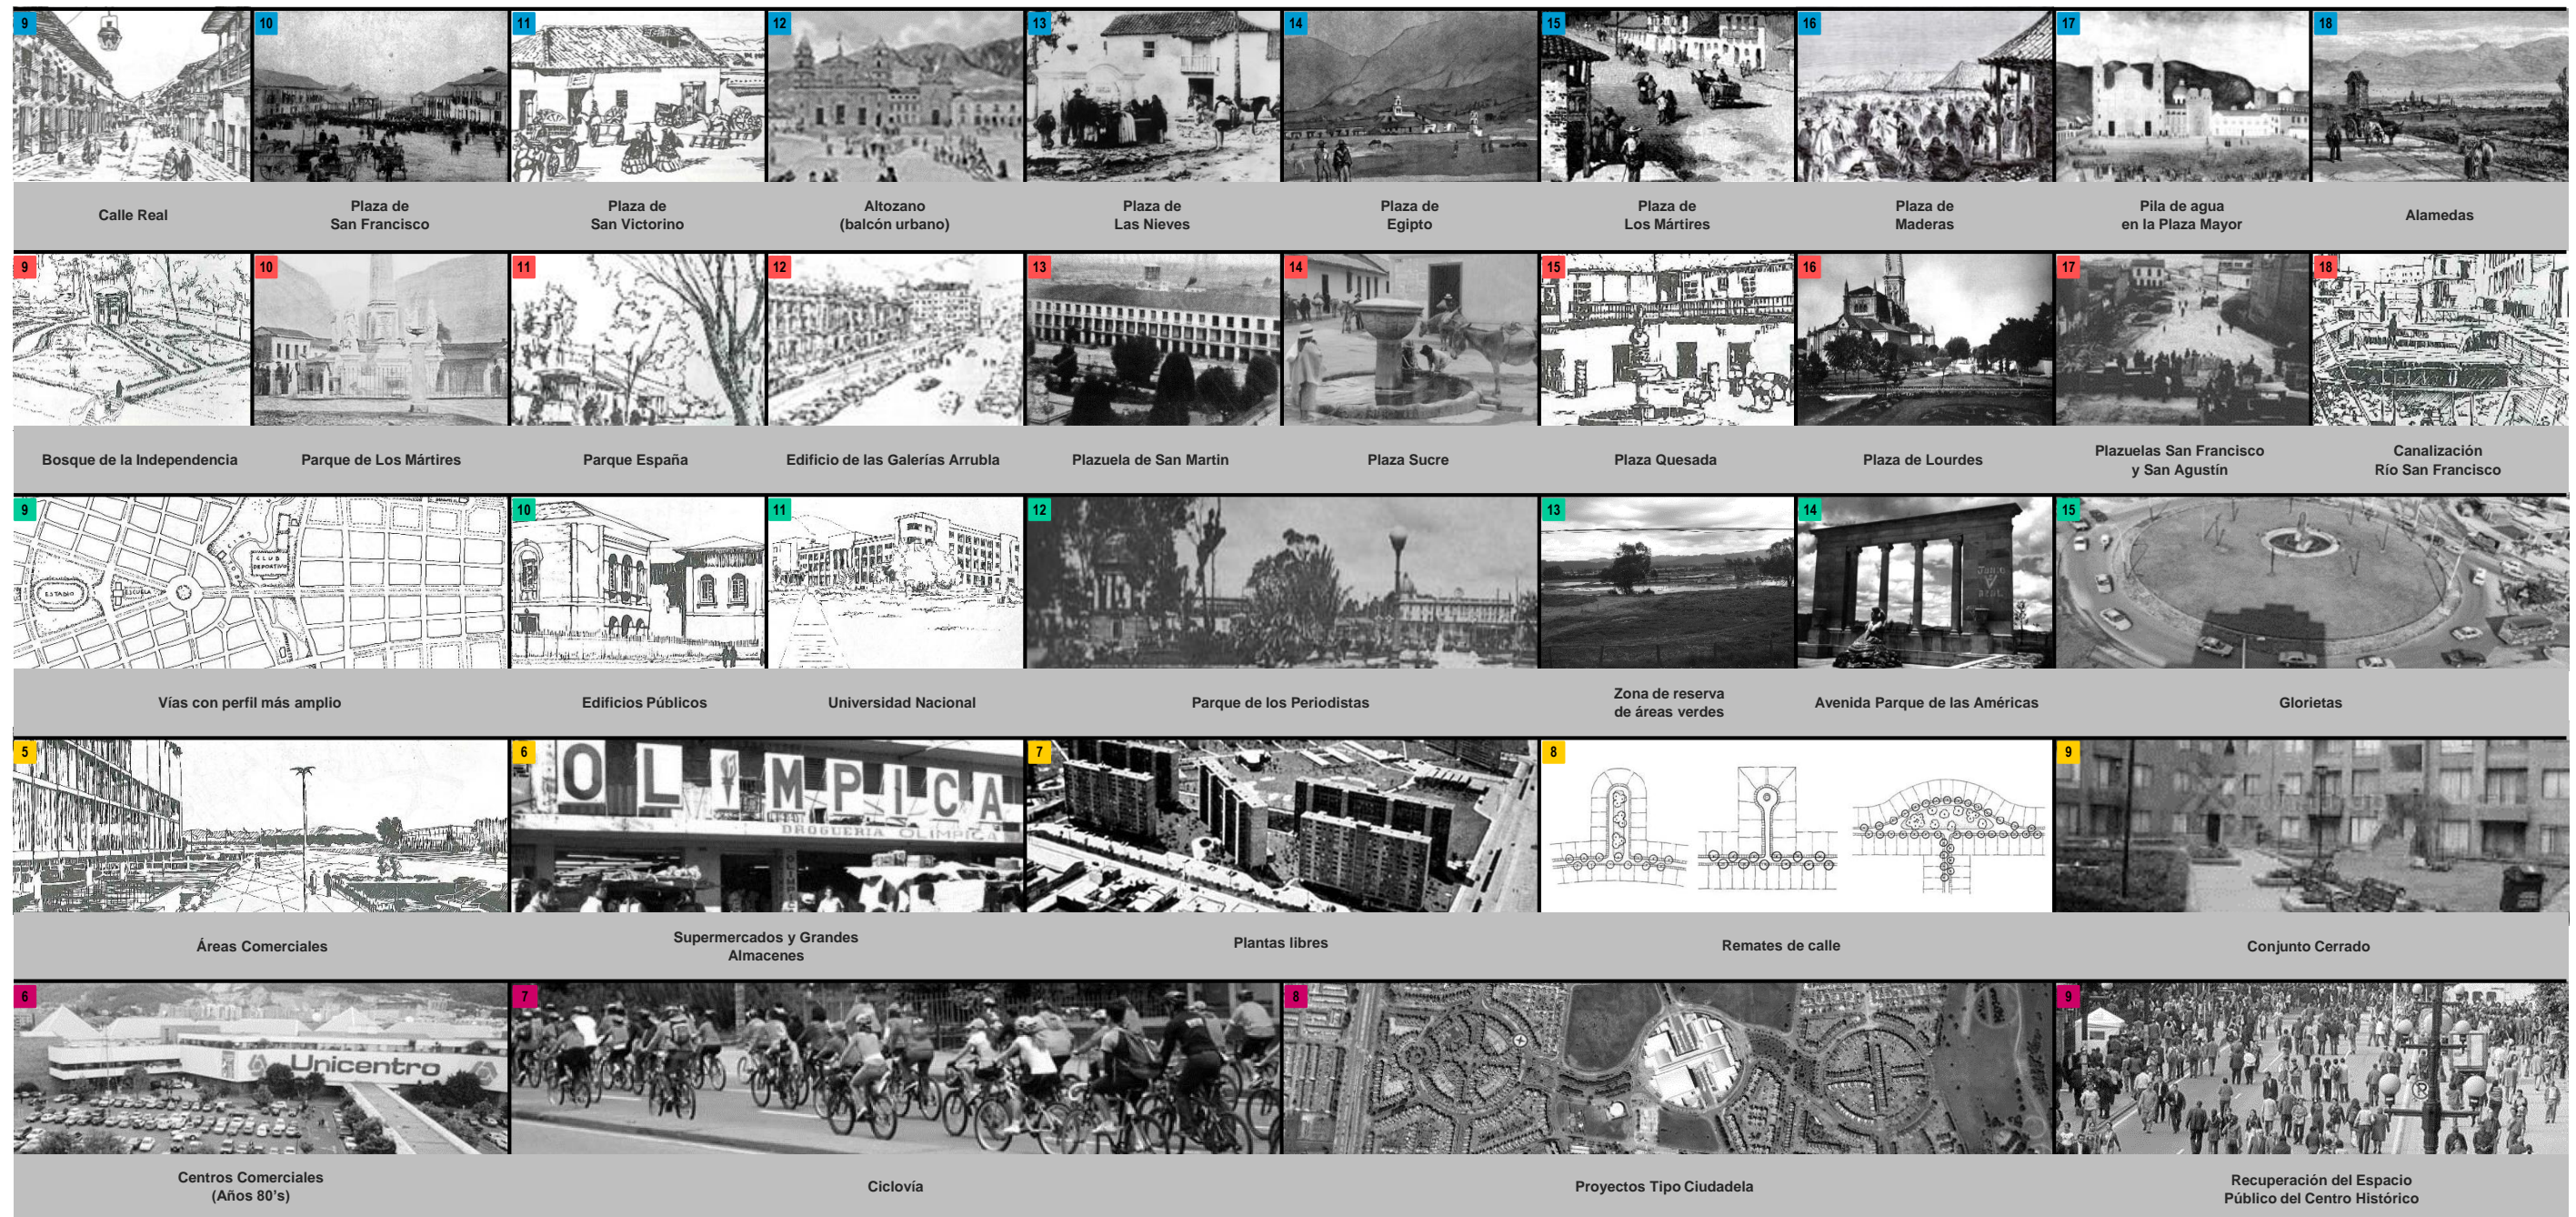 9
10
11
12
13
14
15
16
17
18
Calle Real
Plaza de
San Francisco
Plaza de
San Victorino
Altozano
(balcón urbano)
Plaza de
Las Nieves
Plaza de
Egipto
Plaza de
Los Mártires
Plaza de
Maderas
Pila de agua
en la Plaza Mayor
Alamedas
9
10
11
12
13
14
15
16
17
18
Bosque de la Independencia
Parque de Los Mártires
Parque España
Edificio de las Galerías Arrubla
Plazuela de San Martin
Plaza Sucre
Plaza Quesada
Plaza de Lourdes
Plazuelas San Francisco
y San Agustín
Canalización
Río San Francisco
9
CLUB
DEPORTIVO
ESTADIO
ESCUELA
10
11
12
13
14
JUNIO
15
Vías con perfil más amplio
Edificios Públicos
Universidad Nacional
Parque de los Periodistas
Zona de reserva
de áreas verdes
Avenida Parque de las Américas
Glorietas
5
6
OLIMPICA
DROGUERIA OLIMPICA
7
8
9
Áreas Comerciales
Supermercados y Grandes
Almacenes
Plantas libres
Remates de calle
Conjunto Cerrado
6
Unicentro
7
8
9
Centros Comerciales
(Años 80's)
Ciclovía
Proyectos Tipo Ciudadela
Recuperación del Espacio
Público del Centro Histórico